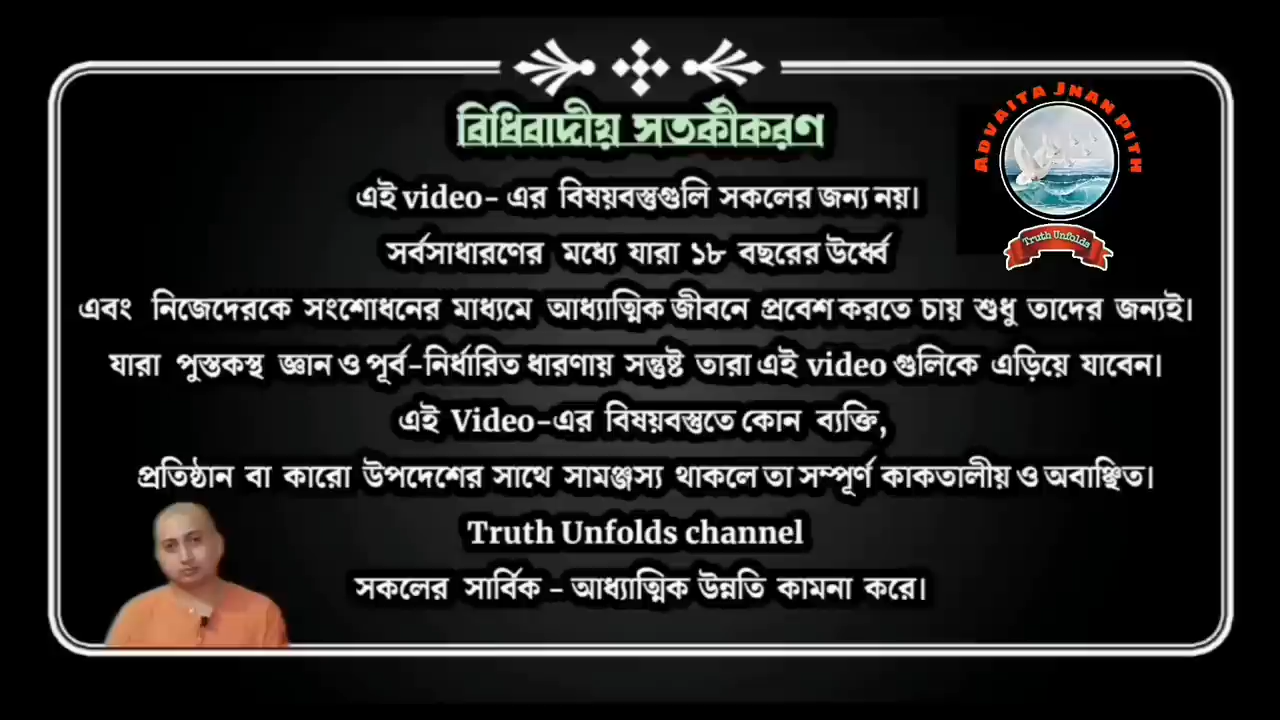 বিধিবাদীয় সতর্কীকরণ
ADVAITA JNAN PITH
Truth Unfolds
এই video- এর বিষয়বস্তুগুলি সকলের জন্য নয়।
সর্বসাধারণের মধ্যে যারা ১৮ বছরের উর্ধ্বে
এবং নিজেদেরকে সংশোধনের মাধ্যমে আধ্যাত্মিক জীবনে প্রবেশ করতে চায় শুধু তাদের জন্যই।
যারা পুস্তকস্থ জ্ঞান ও পূর্ব-নির্ধারিত ধারণায় সন্তুষ্ট তারা এই video গুলিকে এড়িয়ে যাবেন।
এই Video-এর বিষয়বস্তুতে কোন ব্যক্তি,
প্রতিষ্ঠান বা কারো উপদেশের সাথে সামঞ্জস্য থাকলে তা সম্পূর্ণ কাকতালীয় ও অবাঞ্ছিত।
Truth Unfolds channel
সকলের সার্বিক - আধ্যাত্মিক উন্নতি কামনা করে।